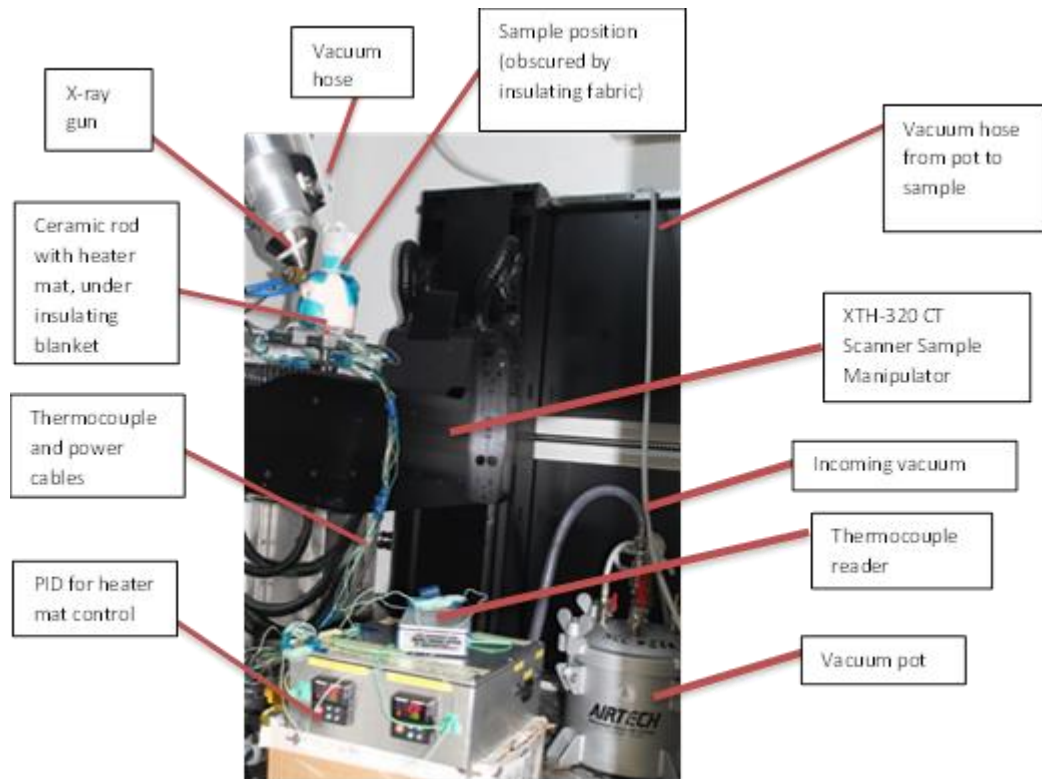 Vacuum
hose
Sample position
(obscured by
insulating fabric)
X-ray
gun
Vacuum hose
from pot to
sample
Ceramic rod
with heater
mat, under
insulating
blanket
XTH-320 CT
Scanner Sample
Manipulator
Thermocouple
and power
cables
Incoming vacuum
Thermocouple
reader
PID for heater
mat control
Vacuum pot
AIRTECH